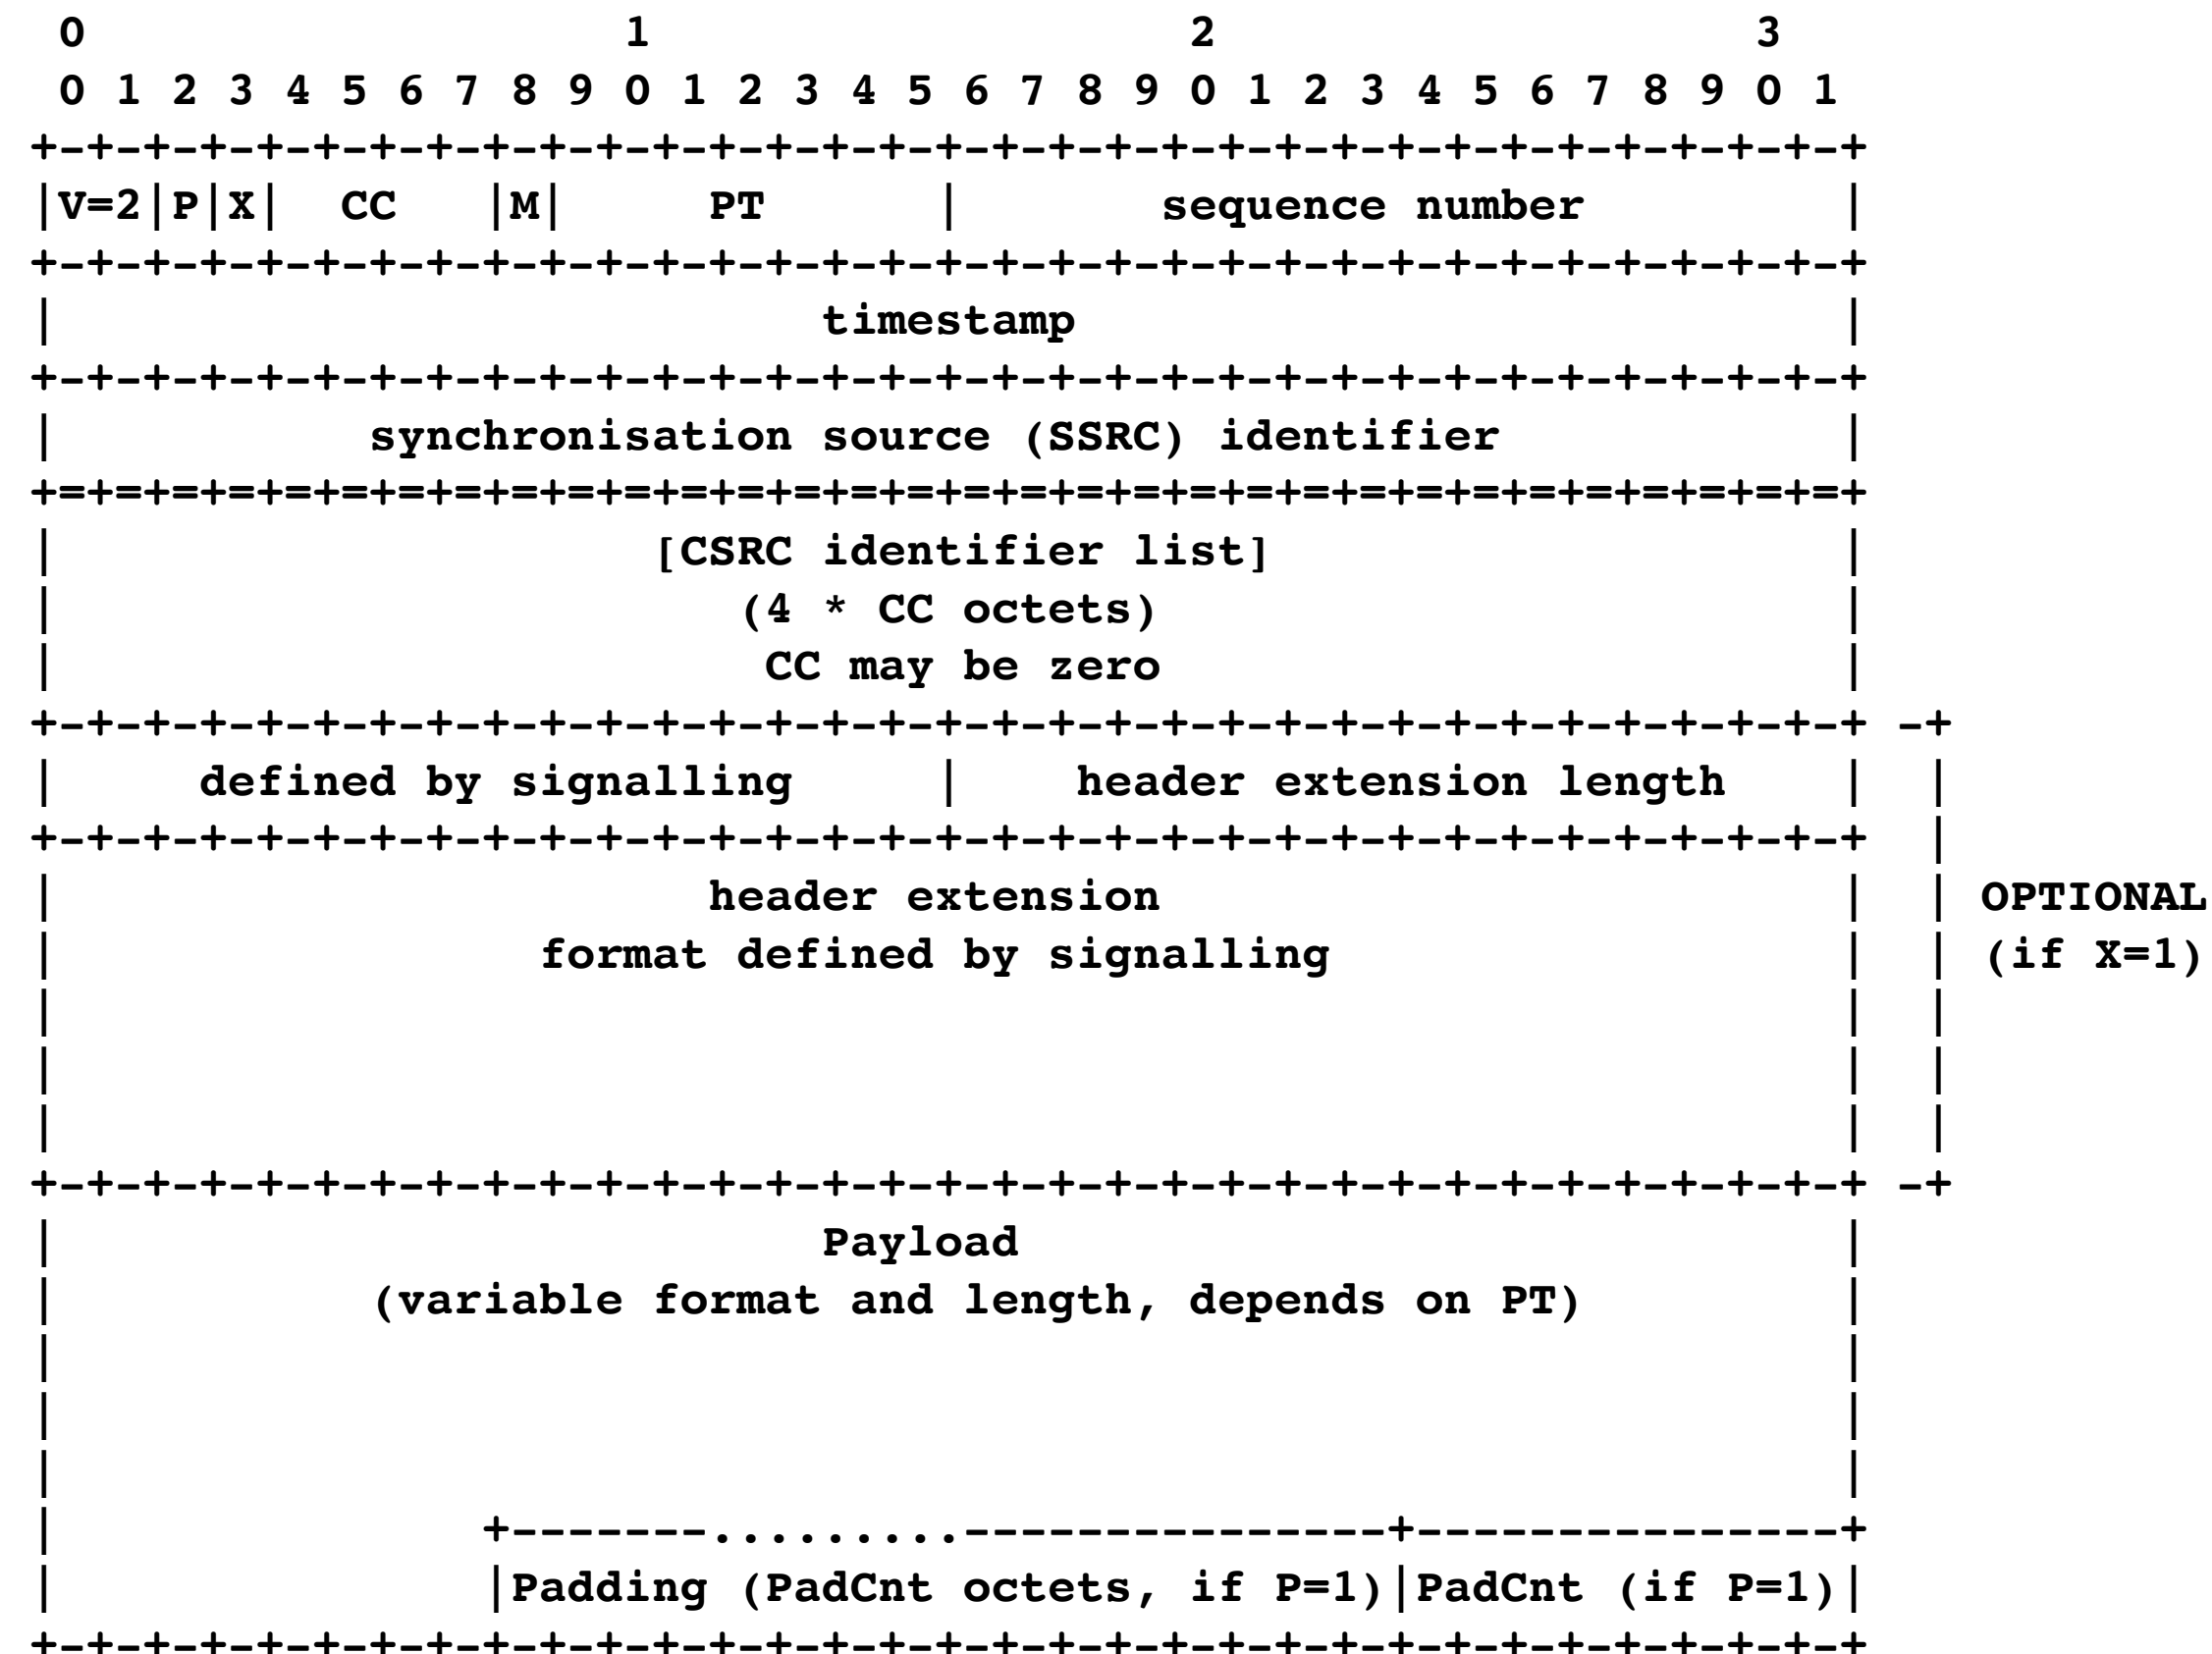 0                   1                   2                   3
  0 1 2 3 4 5 6 7 8 9 0 1 2 3 4 5 6 7 8 9 0 1 2 3 4 5 6 7 8 9 0 1
 +-+-+-+-+-+-+-+-+-+-+-+-+-+-+-+-+-+-+-+-+-+-+-+-+-+-+-+-+-+-+-+-+
 |V=2|P|X|  CC   |M|     PT      |       sequence number         |
 +-+-+-+-+-+-+-+-+-+-+-+-+-+-+-+-+-+-+-+-+-+-+-+-+-+-+-+-+-+-+-+-+
 |                           timestamp                           |
 +-+-+-+-+-+-+-+-+-+-+-+-+-+-+-+-+-+-+-+-+-+-+-+-+-+-+-+-+-+-+-+-+
 |           synchronisation source (SSRC) identifier            |
 +=+=+=+=+=+=+=+=+=+=+=+=+=+=+=+=+=+=+=+=+=+=+=+=+=+=+=+=+=+=+=+=+
 |                     [CSRC identifier list]                    |
 |                        (4 * CC octets)                        |
 |                         CC may be zero                        |
 +-+-+-+-+-+-+-+-+-+-+-+-+-+-+-+-+-+-+-+-+-+-+-+-+-+-+-+-+-+-+-+-+ -+
 |     defined by signalling     |    header extension length    |  |
 +-+-+-+-+-+-+-+-+-+-+-+-+-+-+-+-+-+-+-+-+-+-+-+-+-+-+-+-+-+-+-+-+  |
 |                       header extension                        |  | OPTIONAL
 |                 format defined by signalling                  |  | (if X=1)
 |                                                               |  |
 |                                                               |  |
 |                                                               |  |
 +-+-+-+-+-+-+-+-+-+-+-+-+-+-+-+-+-+-+-+-+-+-+-+-+-+-+-+-+-+-+-+-+ -+
 |                           Payload                             |
 |           (variable format and length, depends on PT)         |
 |                                                               |
 |                                                               |
 |                                                               |
 |               +-------.........---------------+---------------+
 |               |Padding (PadCnt octets, if P=1)|PadCnt (if P=1)|
 +-+-+-+-+-+-+-+-+-+-+-+-+-+-+-+-+-+-+-+-+-+-+-+-+-+-+-+-+-+-+-+-+